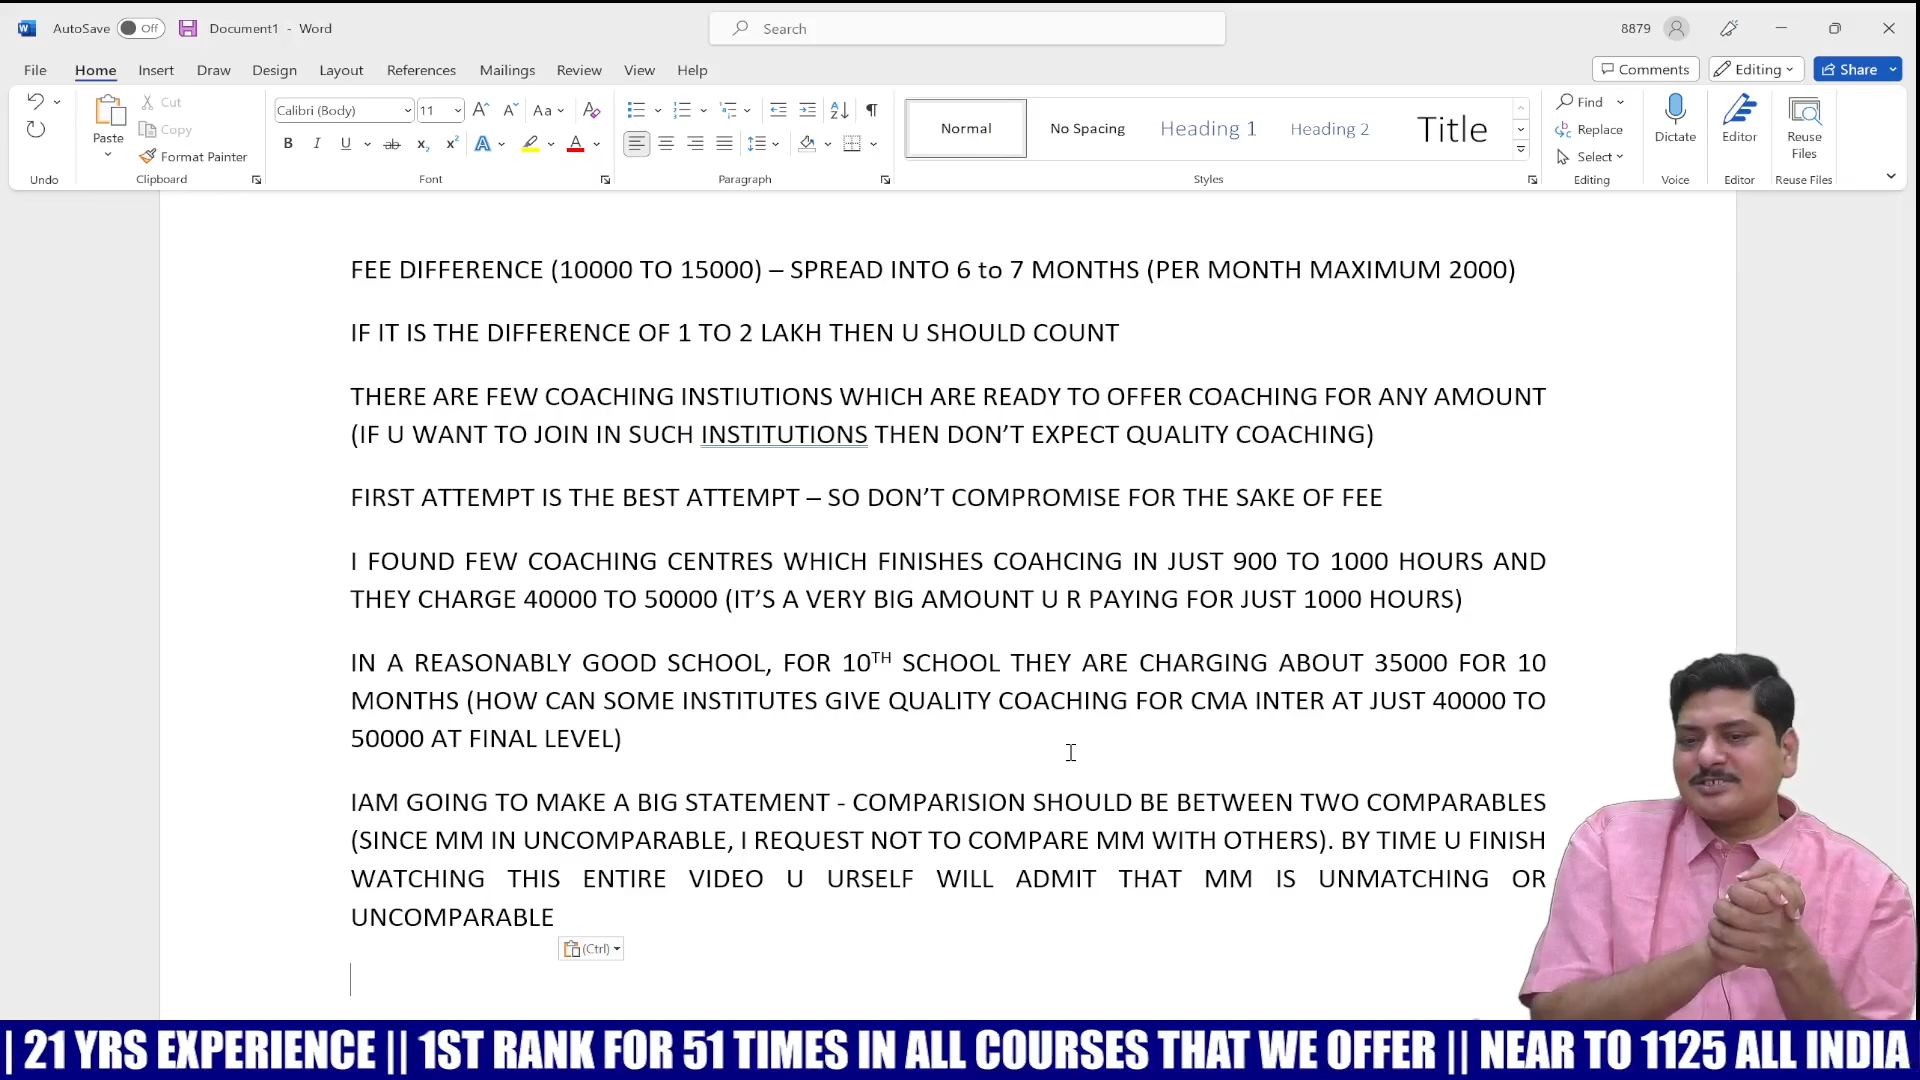 AutoSave Off Document1 - Word Search 8879
File Home Insert Draw Design Layout References Mailings Review View Help Comments Editing Share
Paste Cut Copy Format Painter
Calibri (Body) 11 A A Aa A
B I U ab x₂ x² A A
Normal No Spacing Heading 1 Heading 2 Title
Find Replace Select
Dictate Editor Reuse Files
Undo Clipboard Font Paragraph Styles Editing Voice Editor Reuse Files
FEE DIFFERENCE (10000 TO 15000) – SPREAD INTO 6 to 7 MONTHS (PER MONTH MAXIMUM 2000)
IF IT IS THE DIFFERENCE OF 1 TO 2 LAKH THEN U SHOULD COUNT
THERE ARE FEW COACHING INSTIUTIONS WHICH ARE READY TO OFFER COACHING FOR ANY AMOUNT
(IF U WANT TO JOIN IN SUCH INSTITUTIONS THEN DON’T EXPECT QUALITY COACHING)
FIRST ATTEMPT IS THE BEST ATTEMPT – SO DON’T COMPROMISE FOR THE SAKE OF FEE
I FOUND FEW COACHING CENTRES WHICH FINISHES COAHCING IN JUST 900 TO 1000 HOURS AND
THEY CHARGE 40000 TO 50000 (IT’S A VERY BIG AMOUNT U R PAYING FOR JUST 1000 HOURS)
IN A REASONABLY GOOD SCHOOL, FOR 10TH SCHOOL THEY ARE CHARGING ABOUT 35000 FOR 10
MONTHS (HOW CAN SOME INSTITUTES GIVE QUALITY COACHING FOR CMA INTER AT JUST 40000 TO
50000 AT FINAL LEVEL)
IAM GOING TO MAKE A BIG STATEMENT - COMPARISION SHOULD BE BETWEEN TWO COMPARABLES
(SINCE MM IN UNCOMPARABLE, I REQUEST NOT TO COMPARE MM WITH OTHERS). BY TIME U FINISH
WATCHING THIS ENTIRE VIDEO U URSELF WILL ADMIT THAT MM IS UNMATCHING OR
UNCOMPARABLE
(Ctrl)
| 21 YRS EXPERIENCE || 1ST RANK FOR 51 TIMES IN ALL COURSES THAT WE OFFER || NEAR TO 1125 ALL INDIA